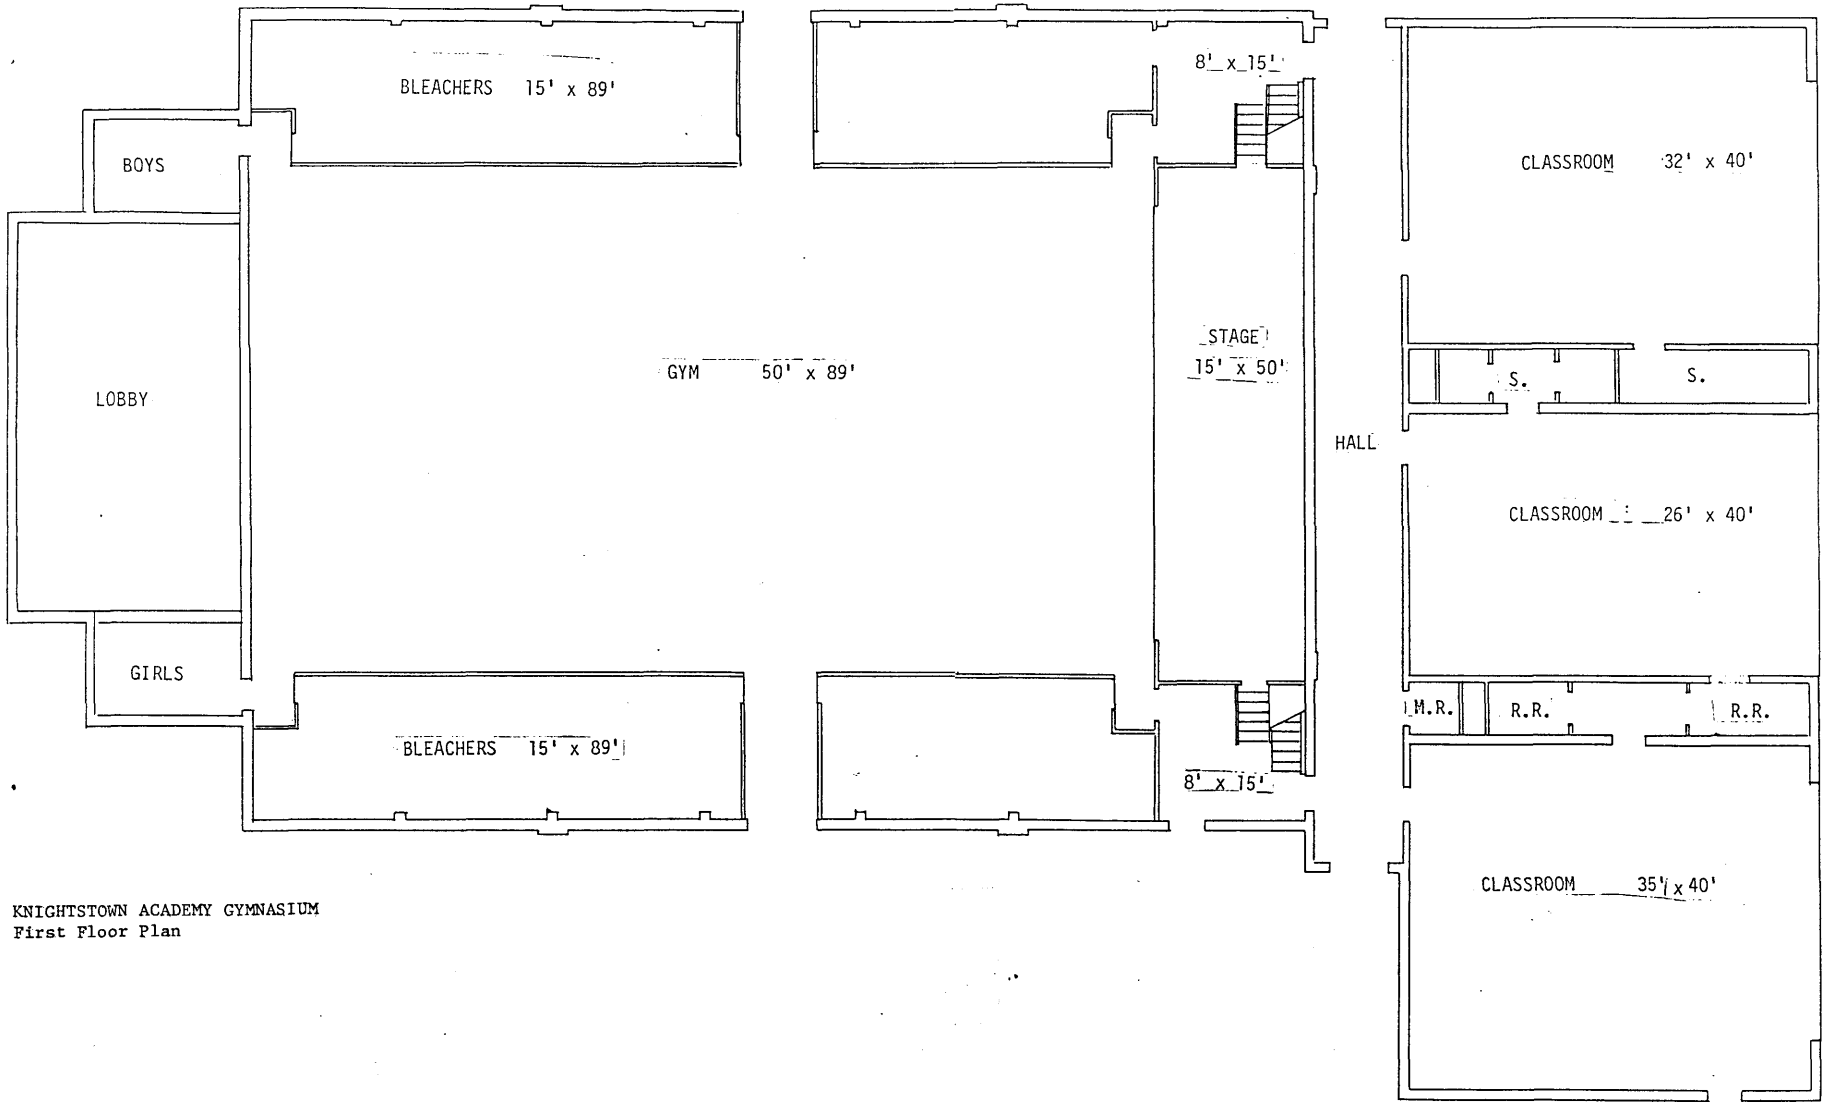 8' x 15'
BLEACHERS 15' x 89'
BOYS
CLASSROOM 32' x 40'
STAGE
15' x 50'
GYM 50' x 89'
S.
S.
LOBBY
HALL
CLASSROOM 26' x 40'
GIRLS
M.R.
R.R.
R.R.
BLEACHERS 15' x 89'
8' x 15'
CLASSROOM 35' x 40'
KNIGHTSTOWN ACADEMY GYMNASIUM
First Floor Plan